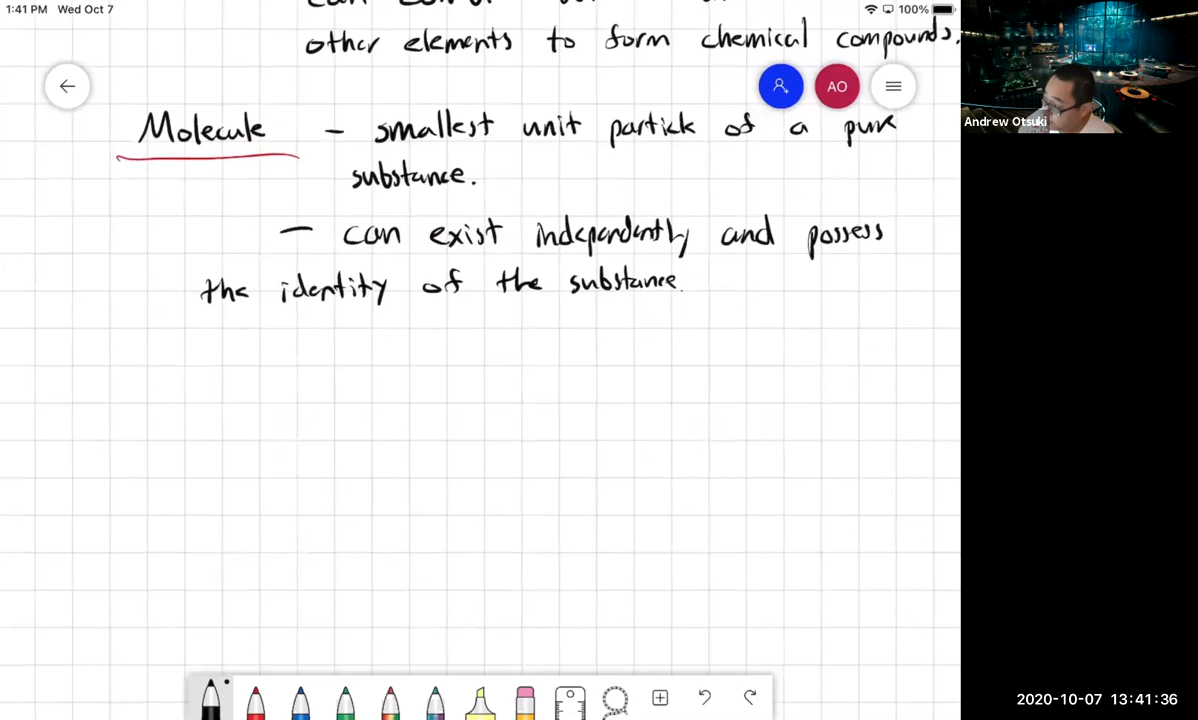 1:41 PM Wed Oct 7
100%
other elements to form chemical compounds.
AO
Andrew Otsuki
Molecule - smallest unit particle of a pure
substance.
- can exist independently and possess
the identity of the substance.
2020-10-07 13:41:36